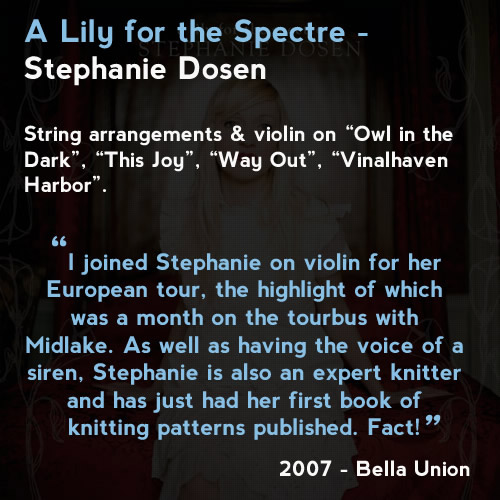 A Lily for the Spectre -
STEPHANIE DOSEN
Stephanie Dosen
String arrangements & violin on “Owl in the
Dark”, “This Joy”, “Way Out”, “Vinalhaven
Harbor”.
“I joined Stephanie on violin for her
European tour, the highlight of which
was a month on the tourbus with
Midlake. As well as having the voice of a
siren, Stephanie is also an expert knitter
and has just had her first book of
knitting patterns published. Fact!”
2007 - Bella Union